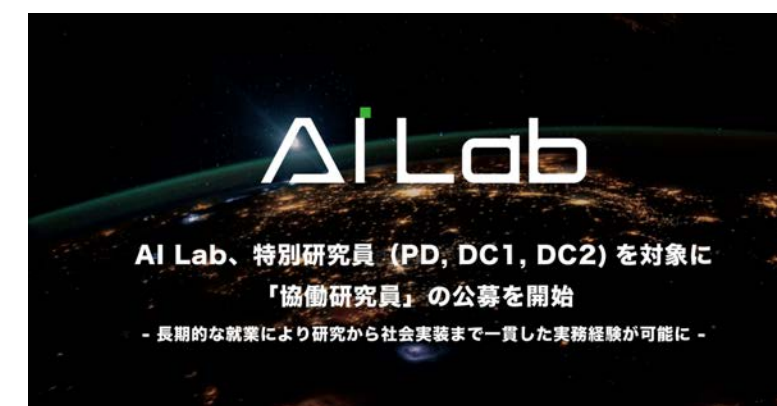 AI Lab
AI Lab、特別研究員（PD, DC1, DC2) を対象に
「協働研究員」の公募を開始
- 長期的な就業により研究から社会実装まで一貫した実務経験が可能に -